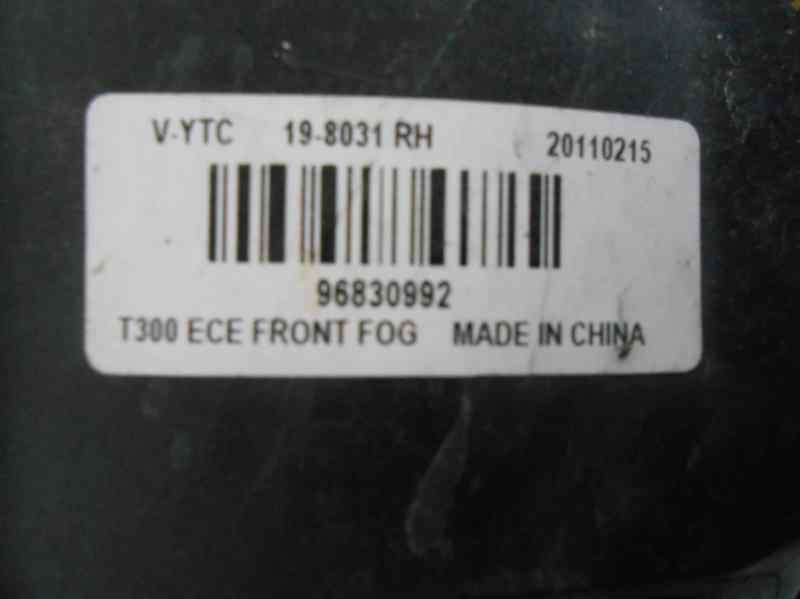 V-YTC 19-8031 RH 20110215
96830992
T300 ECE FRONT FOG MADE IN CHINA